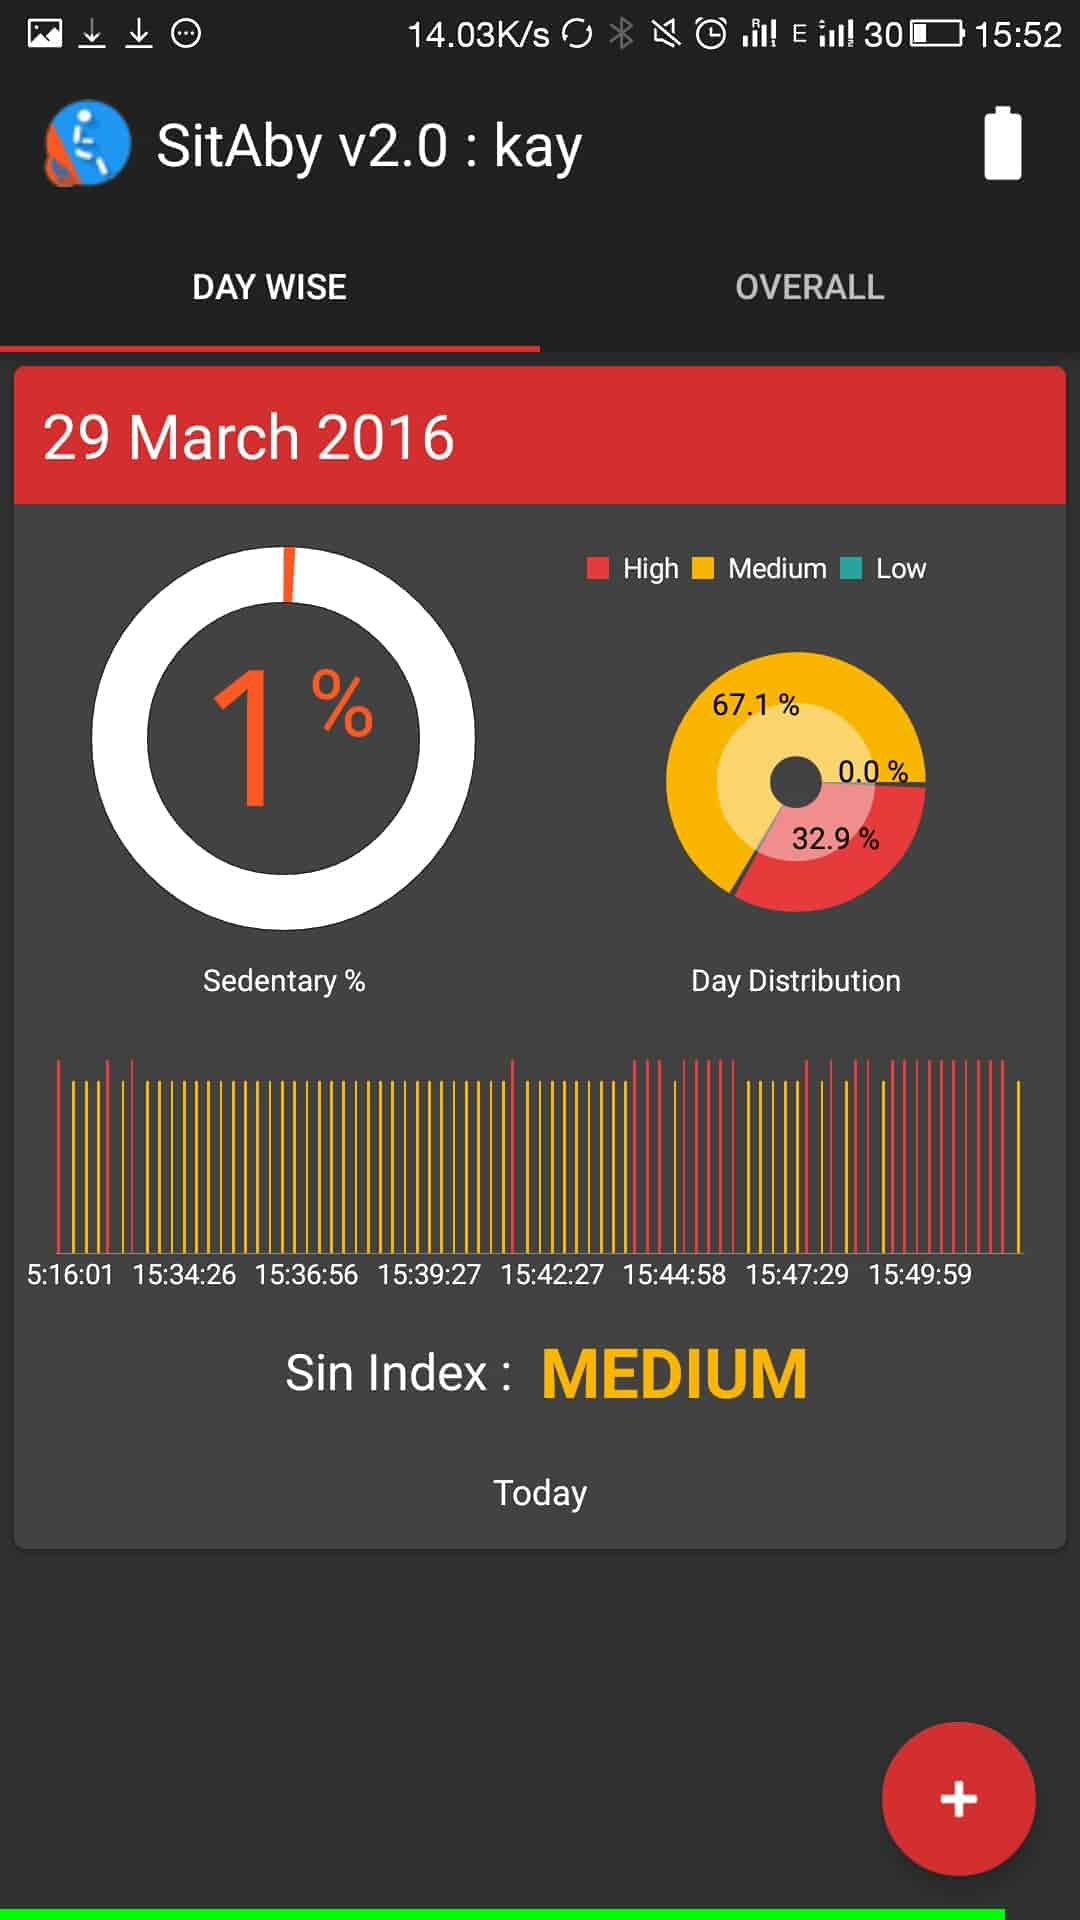 14.03K/s R E 30 15:52
SitAby v2.0 : kay
DAY WISE OVERALL
29 March 2016
High Medium Low
1 %
67.1 %
0.0 %
32.9 %
Sedentary % Day Distribution
5:16:01 15:34:26 15:36:56 15:39:27 15:42:27 15:44:58 15:47:29 15:49:59
Sin Index : MEDIUM
Today
+